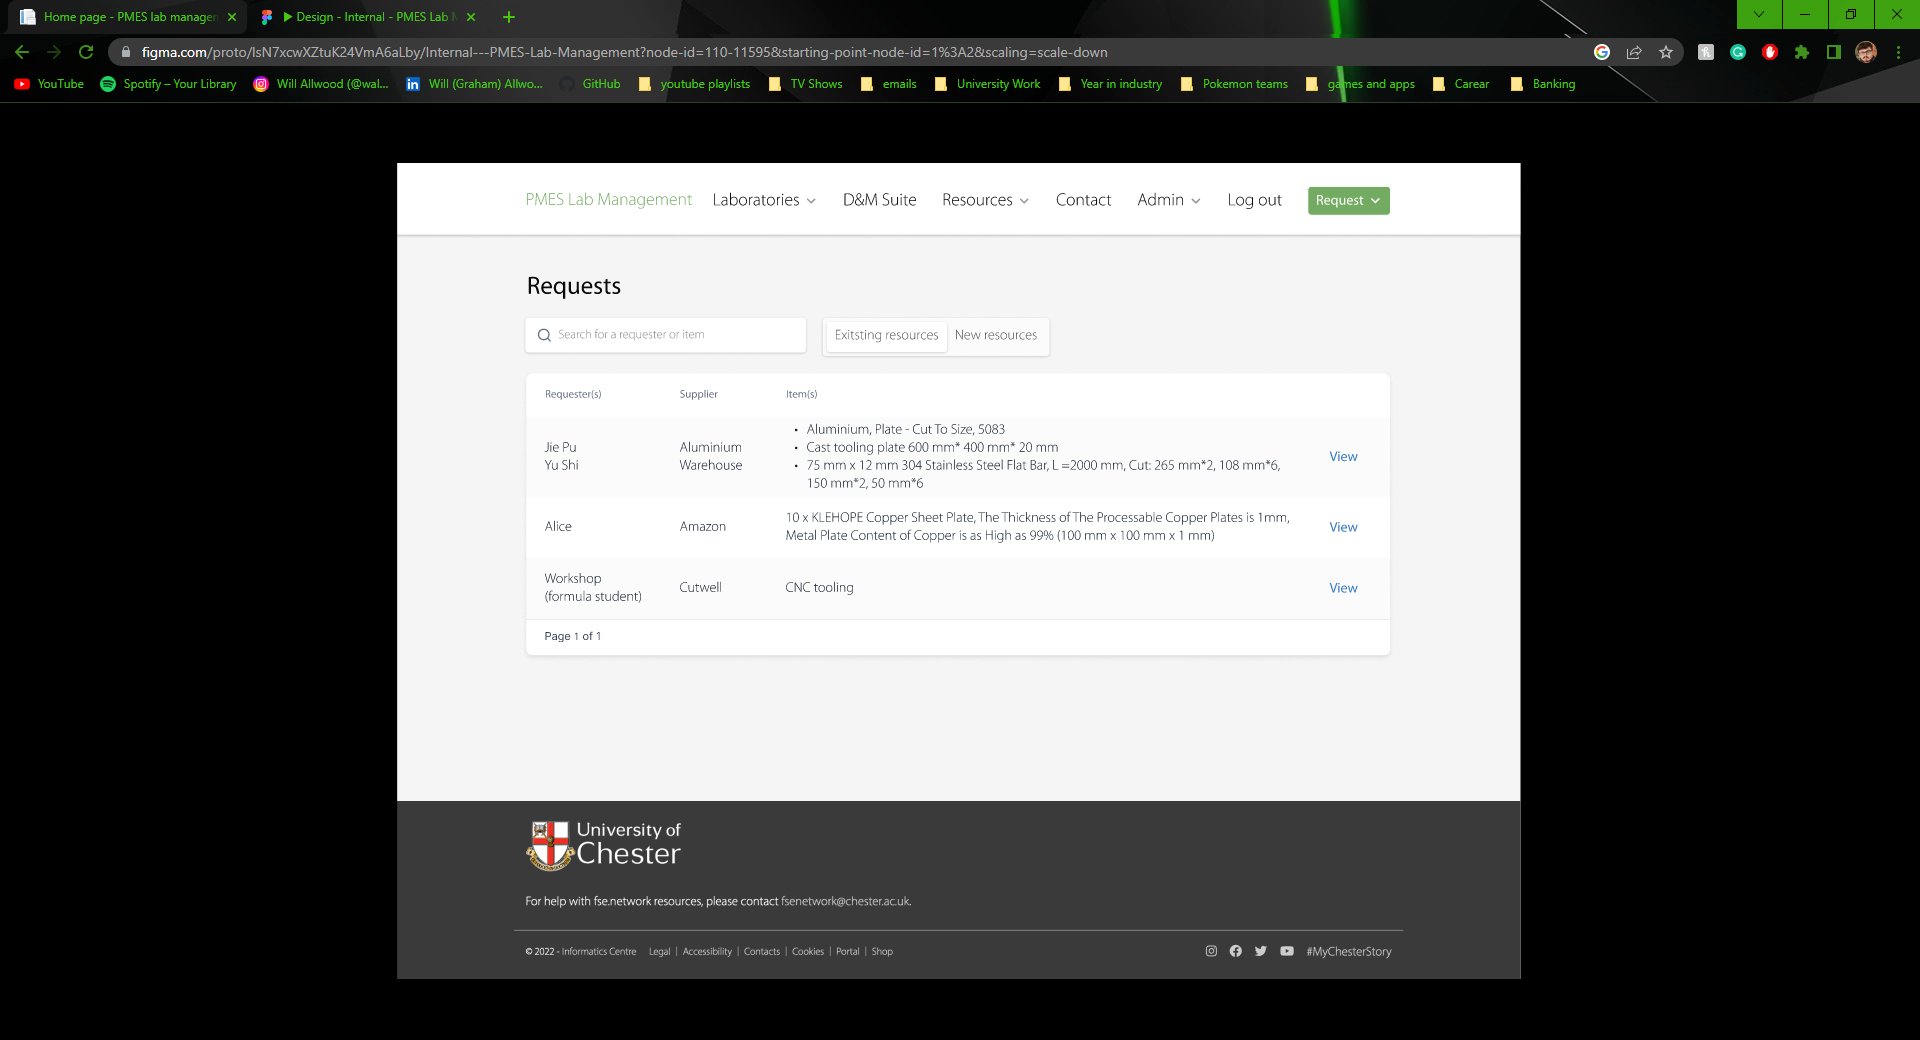 Home page - PMES lab managem
Design - Internal - PMES Lab M
figma.com/proto/lsN7xcwXZtuK24VmA6aLby/Internal---PMES-Lab-Management?node-id=110-11595&starting-point-node-id=1%3A2&scaling=scale-down
YouTube Spotify – Your Library Will Allwood (@wal... Will (Graham) Allwo... GitHub youtube playlists TV Shows emails University Work Year in industry Pokemon teams games and apps Carear Banking
PMES Lab Management Laboratories D&M Suite Resources Contact Admin Log out Request
Requests
Search for a requester or item Exitsting resources New resources
Requester(s) Supplier Item(s)
• Aluminium, Plate - Cut To Size, 5083
Jie Pu Aluminium • Cast tooling plate 600 mm* 400 mm* 20 mm
View
Yu Shi Warehouse • 75 mm x 12 mm 304 Stainless Steel Flat Bar, L =2000 mm, Cut: 265 mm*2, 108 mm*6,
150 mm*2, 50 mm*6
10 x KLEHOPE Copper Sheet Plate, The Thickness of The Processable Copper Plates is 1mm,
Alice Amazon View
Metal Plate Content of Copper is as High as 99% (100 mm x 100 mm x 1 mm)
Workshop
Cutwell CNC tooling View
(formula student)
Page 1 of 1
University of
Chester
For help with fse.network resources, please contact fsenetwork@chester.ac.uk.
© 2022 - Informatics Centre Legal | Accessibility | Contacts | Cookies | Portal | Shop #MyChesterStory